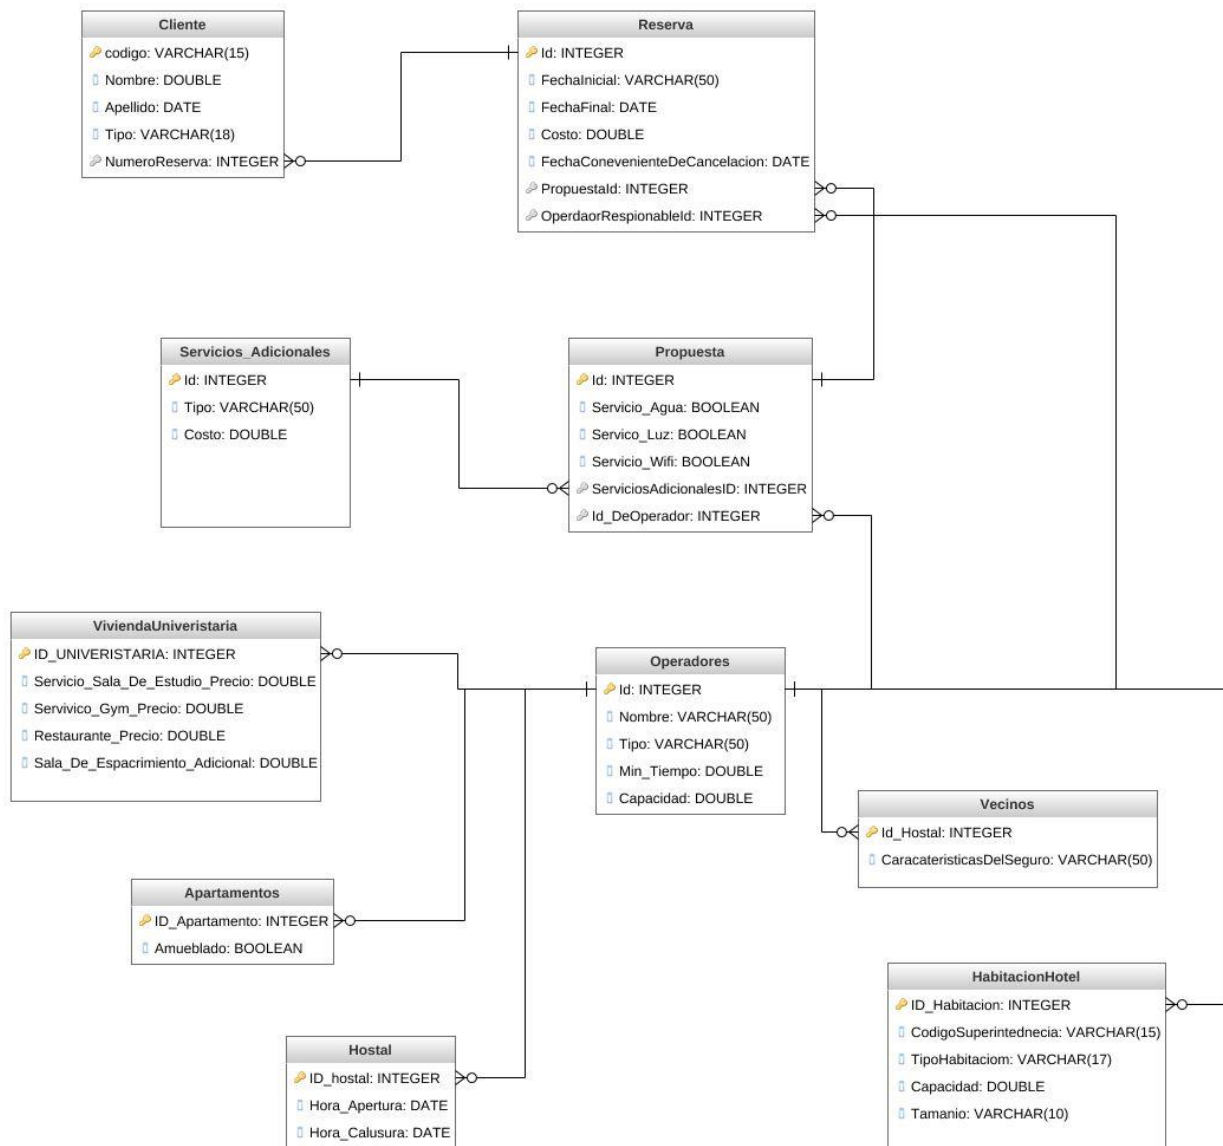 Cliente
codigo: VARCHAR(15)
Nombre: DOUBLE
Apellido: DATE
Tipo: VARCHAR(18)
NumeroReserva: INTEGER
Reserva
Id: INTEGER
FechaInicial: VARCHAR(50)
FechaFinal: DATE
Costo: DOUBLE
FechaConevenienteDeCancelacion: DATE
PropuestaId: INTEGER
OperdaorRespionableId: INTEGER
Servicios_Adicionales
Id: INTEGER
Tipo: VARCHAR(50)
Costo: DOUBLE
Propuesta
Id: INTEGER
Servicio_Agua: BOOLEAN
Servico_Luz: BOOLEAN
Servicio_Wifi: BOOLEAN
ServiciosAdicionalesID: INTEGER
Id_DeOperador: INTEGER
ViviendaUniveristaria
ID_UNIVERISTARIA: INTEGER
Servicio_Sala_De_Estudio_Precio: DOUBLE
Servivico_Gym_Precio: DOUBLE
Restaurante_Precio: DOUBLE
Sala_De_Espacrimiento_Adicional: DOUBLE
Operadores
Id: INTEGER
Nombre: VARCHAR(50)
Tipo: VARCHAR(50)
Min_Tiempo: DOUBLE
Capacidad: DOUBLE
Vecinos
Id_Hostal: INTEGER
CaracateristicasDelSeguro: VARCHAR(50)
Apartamentos
ID_Apartamento: INTEGER
Amueblado: BOOLEAN
HabitacionHotel
ID_Habitacion: INTEGER
CodigoSuperintednecia: VARCHAR(15)
TipoHabitaciom: VARCHAR(17)
Capacidad: DOUBLE
Tamanio: VARCHAR(10)
Hostal
ID_hostal: INTEGER
Hora_Apertura: DATE
Hora_Calusura: DATE